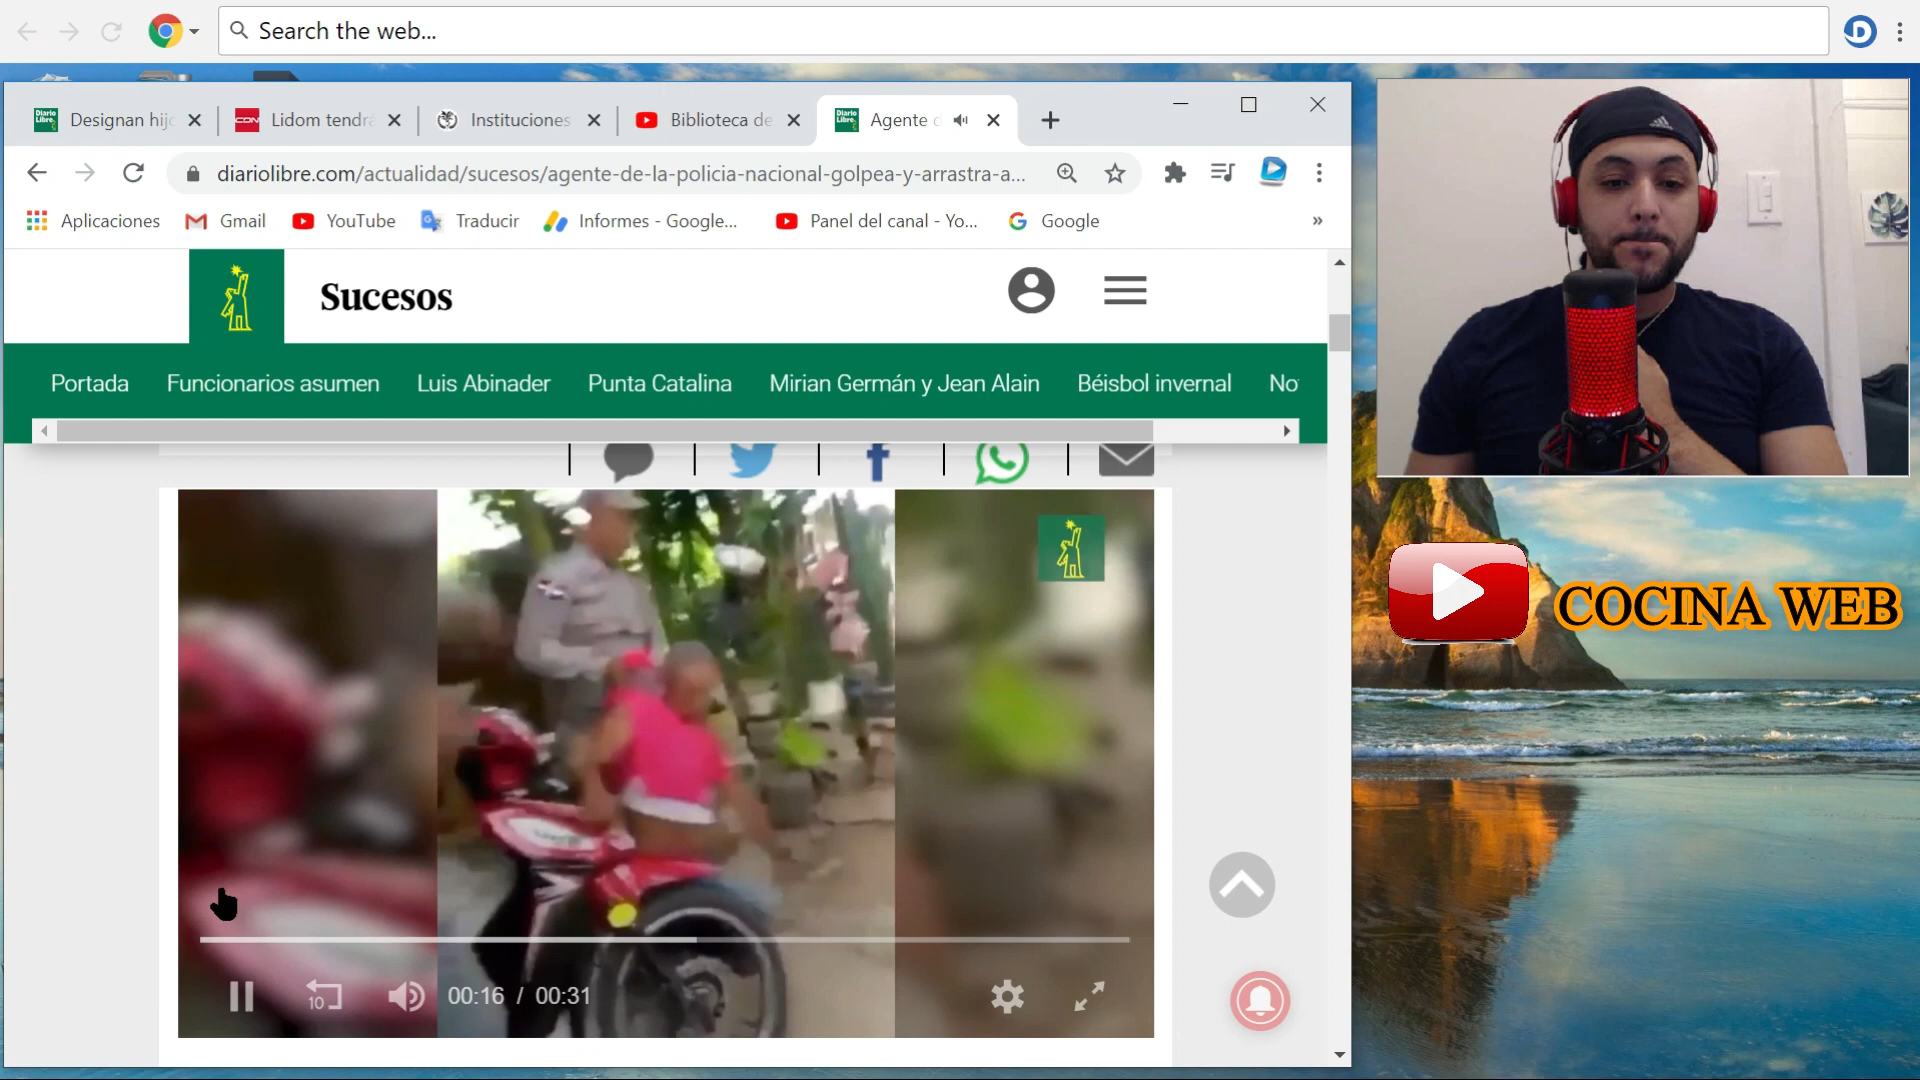 Search the web...
Designan hij
Lidom tendrá
Instituciones
Biblioteca de
Agente d
diariolibre.com/actualidad/sucesos/agente-de-la-policia-nacional-golpea-y-arrastra-a...
Aplicaciones
Gmail
YouTube
Traducir
Informes - Google...
Panel del canal - Yo...
Google
»
Sucesos
Portada
Funcionarios asumen
Luis Abinader
Punta Catalina
Mirian Germán y Jean Alain
Béisbol invernal
No
COCINA WEB
10
00:16 / 00:31